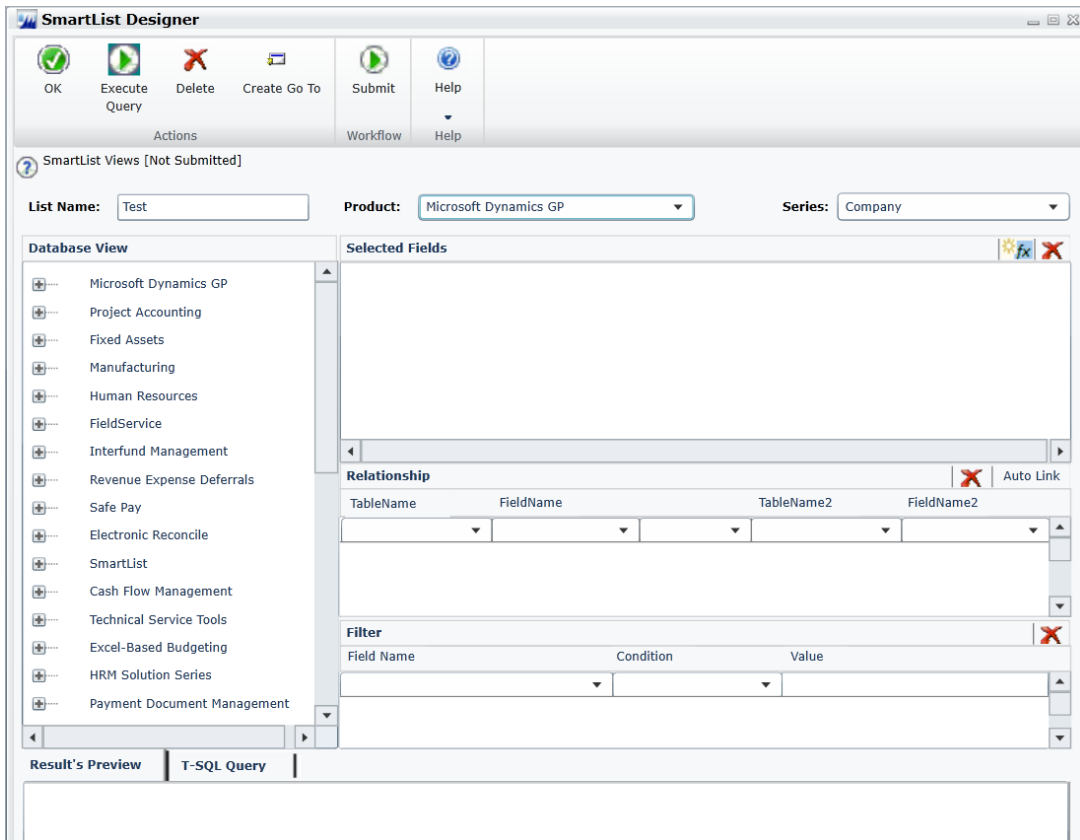 SmartList Designer
OK
Execute Query
Delete
Create Go To
Submit
Help
Actions
Workflow
Help
SmartList Views [Not Submitted]
List Name: Test
Product: Microsoft Dynamics GP
Series: Company
Database View
Microsoft Dynamics GP
Project Accounting
Fixed Assets
Manufacturing
Human Resources
FieldService
Interfund Management
Revenue Expense Deferrals
Safe Pay
Electronic Reconcile
SmartList
Cash Flow Management
Technical Service Tools
Excel-Based Budgeting
HRM Solution Series
Payment Document Management
Selected Fields
fx
Relationship
Auto Link
TableName FieldName TableName2 FieldName2
Filter
Field Name Condition Value
Result's Preview
T-SQL Query